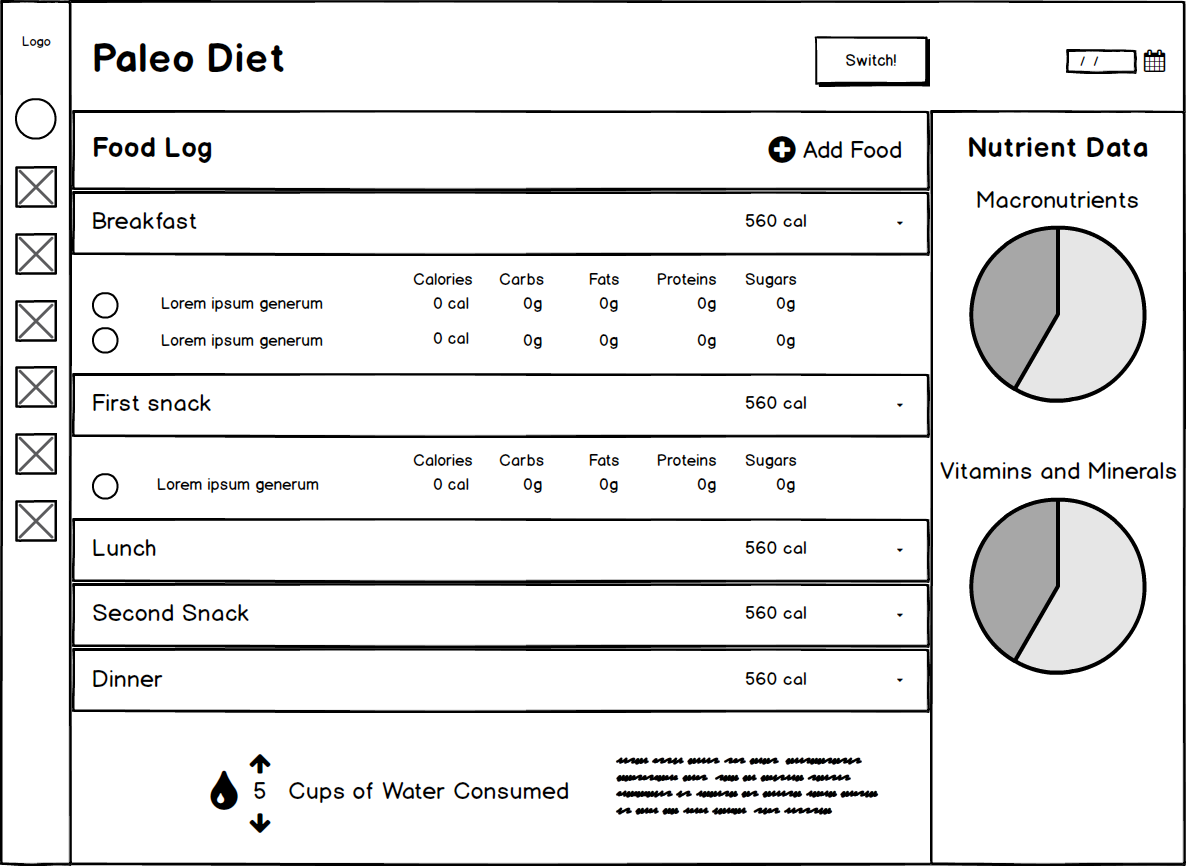 Logo
Paleo Diet
Switch!
/ /
Food Log
Add Food
Breakfast 560 cal
Calories Carbs Fats Proteins Sugars
Lorem ipsum generum 0 cal 0g 0g 0g 0g
Lorem ipsum generum 0 cal 0g 0g 0g 0g
First snack 560 cal
Calories Carbs Fats Proteins Sugars
Lorem ipsum generum 0 cal 0g 0g 0g 0g
Lunch 560 cal
Second Snack 560 cal
Dinner 560 cal
5 Cups of Water Consumed
Nutrient Data
Macronutrients
Vitamins and Minerals